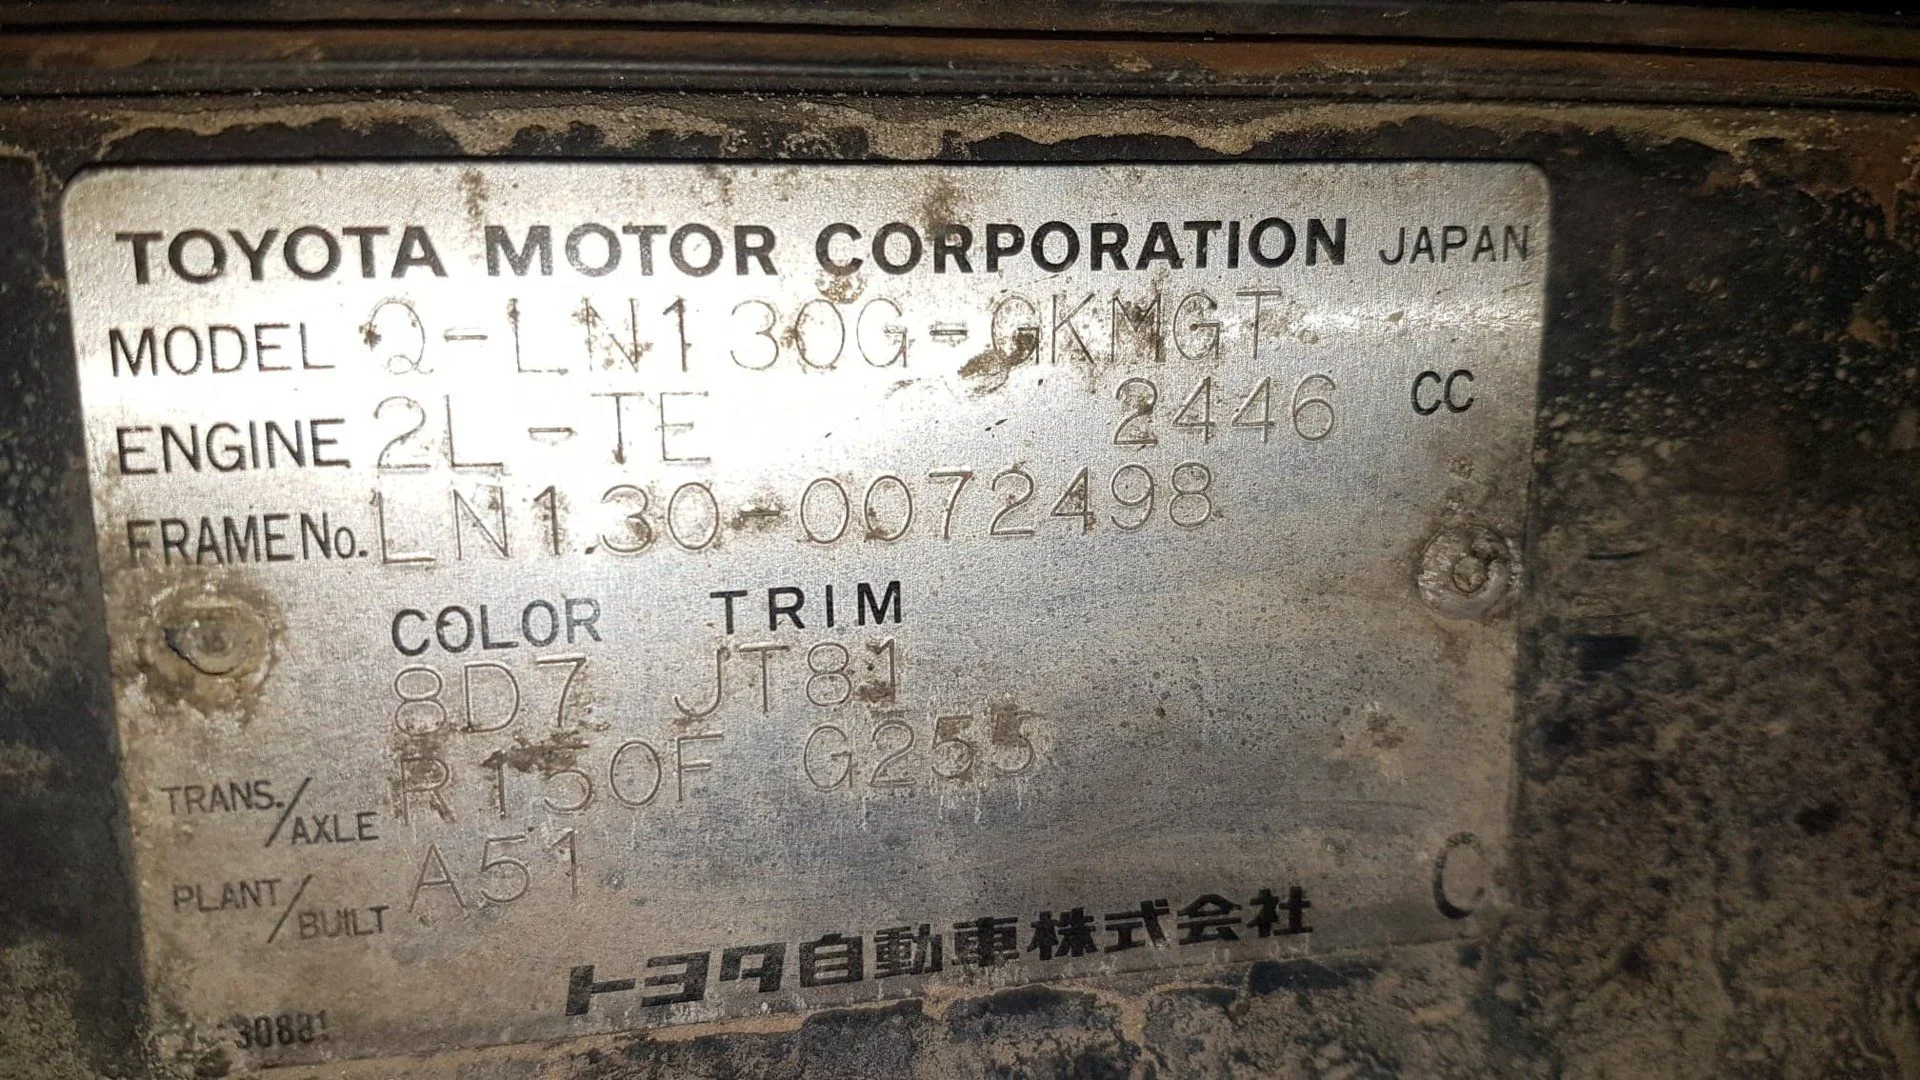 TOYOTA MOTOR CORPORATION JAPAN
MODEL Q-LN130G-GKMGT
ENGINE 2L-TE 2446 CC
FRAME No. LN130-0072498
COLOR TRIM
8D7 JT81
TRANS./AXLE R150F G255
PLANT/BUILT A51
C
トヨタ自動車株式会社